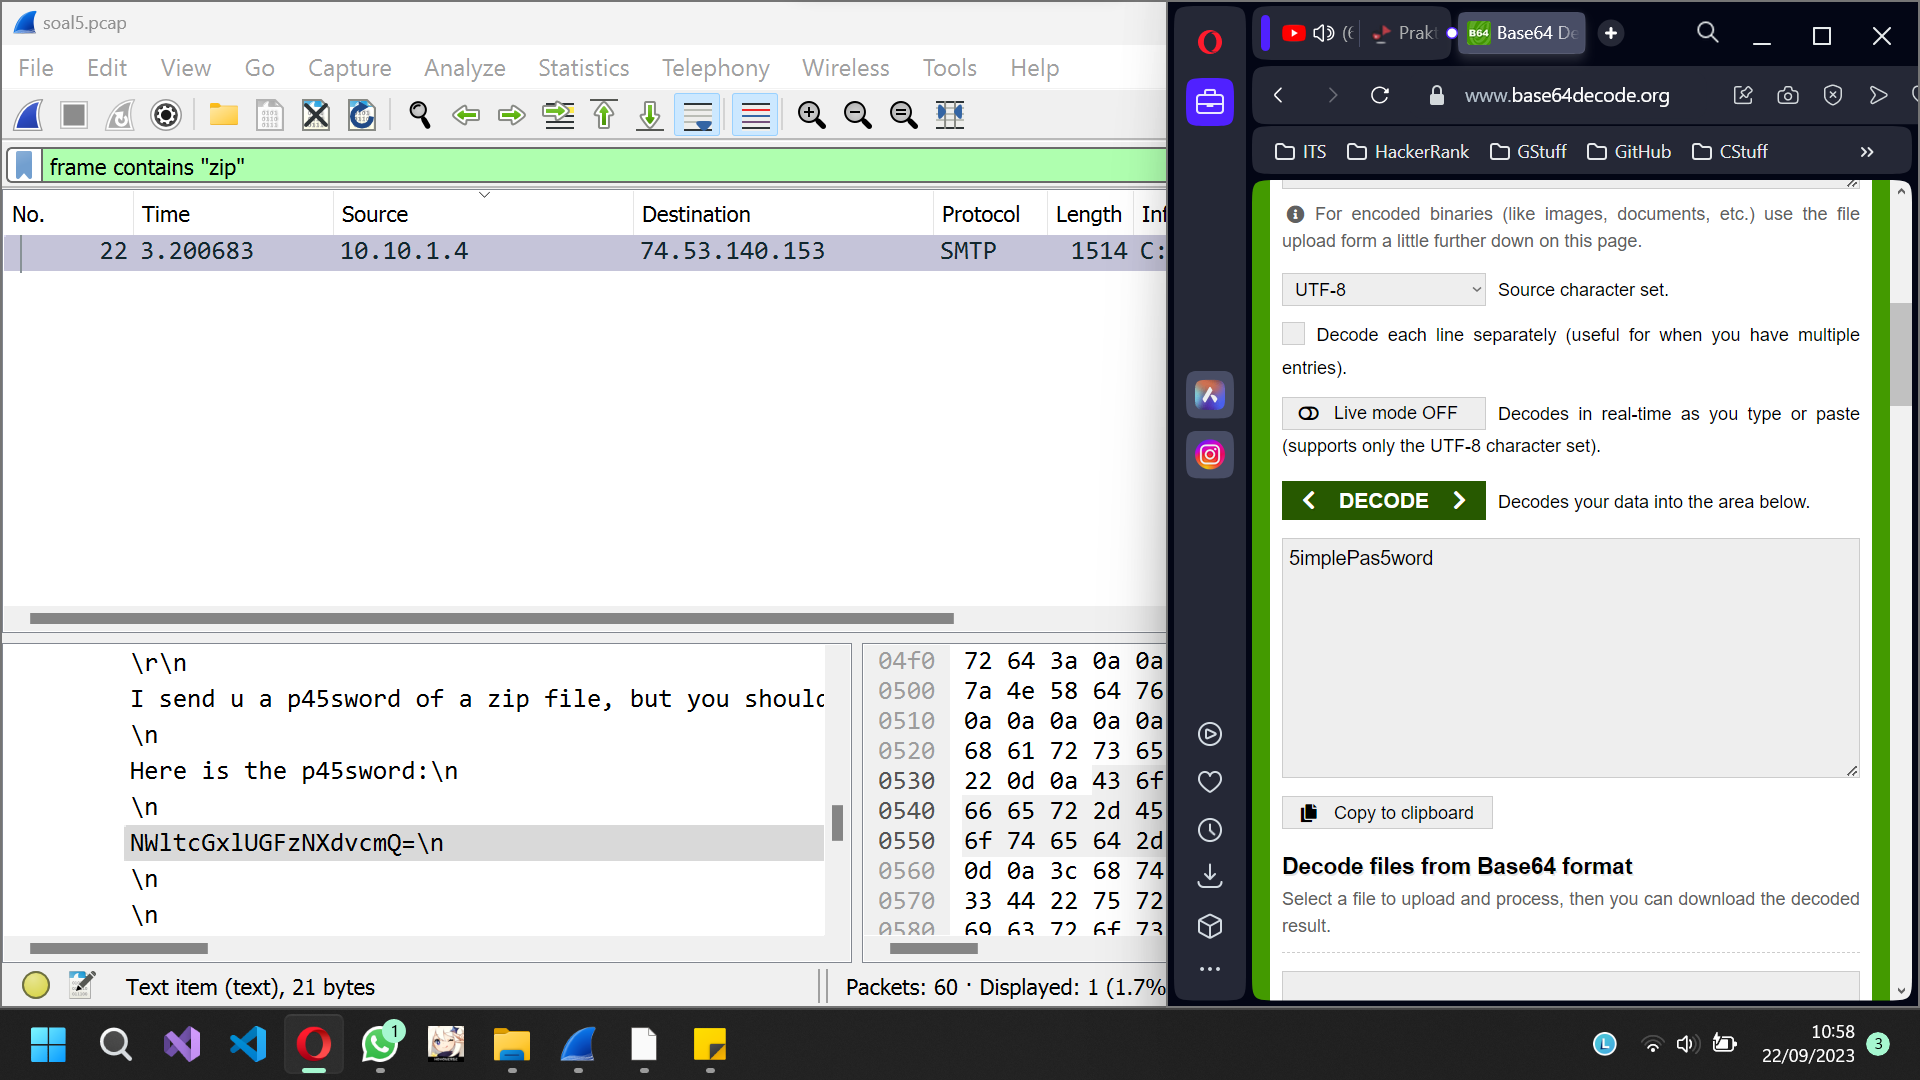 soal5.pcap
File Edit View Go Capture Analyze Statistics Telephony Wireless Tools Help
frame contains "zip"
No. Time Source Destination Protocol Length Inf
22 3.200683 10.10.1.4 74.53.140.153 SMTP 1514 C:
\r\n
I send u a p45sword of a zip file, but you should
\n
Here is the p45sword:\n
\n
NWltcGxlUGFzNXdvcmQ=\n
\n
\n
04f0 72 64 3a 0a 0a
0500 7a 4e 58 64 76
0510 0a 0a 0a 0a 0a
0520 68 61 72 73 65
0530 22 0d 0a 43 6f
0540 66 65 72 2d 45
0550 6f 74 65 64 2d
0560 0d 0a 3c 68 74
0570 33 44 22 75 72
0580 69 63 72 6f 73
Text item (text), 21 bytes
Packets: 60 · Displayed: 1 (1.7%
(6
Prakt
B64 Base64 De
www.base64decode.org
ITS HackerRank GStuff GitHub CStuff
For encoded binaries (like images, documents, etc.) use the file
upload form a little further down on this page.
UTF-8 Source character set.
Decode each line separately (useful for when you have multiple
entries).
Live mode OFF Decodes in real-time as you type or paste
(supports only the UTF-8 character set).
DECODE Decodes your data into the area below.
5implePas5word
Copy to clipboard
Decode files from Base64 format
Select a file to upload and process, then you can download the decoded
result.
1
L
10:58
22/09/2023
3